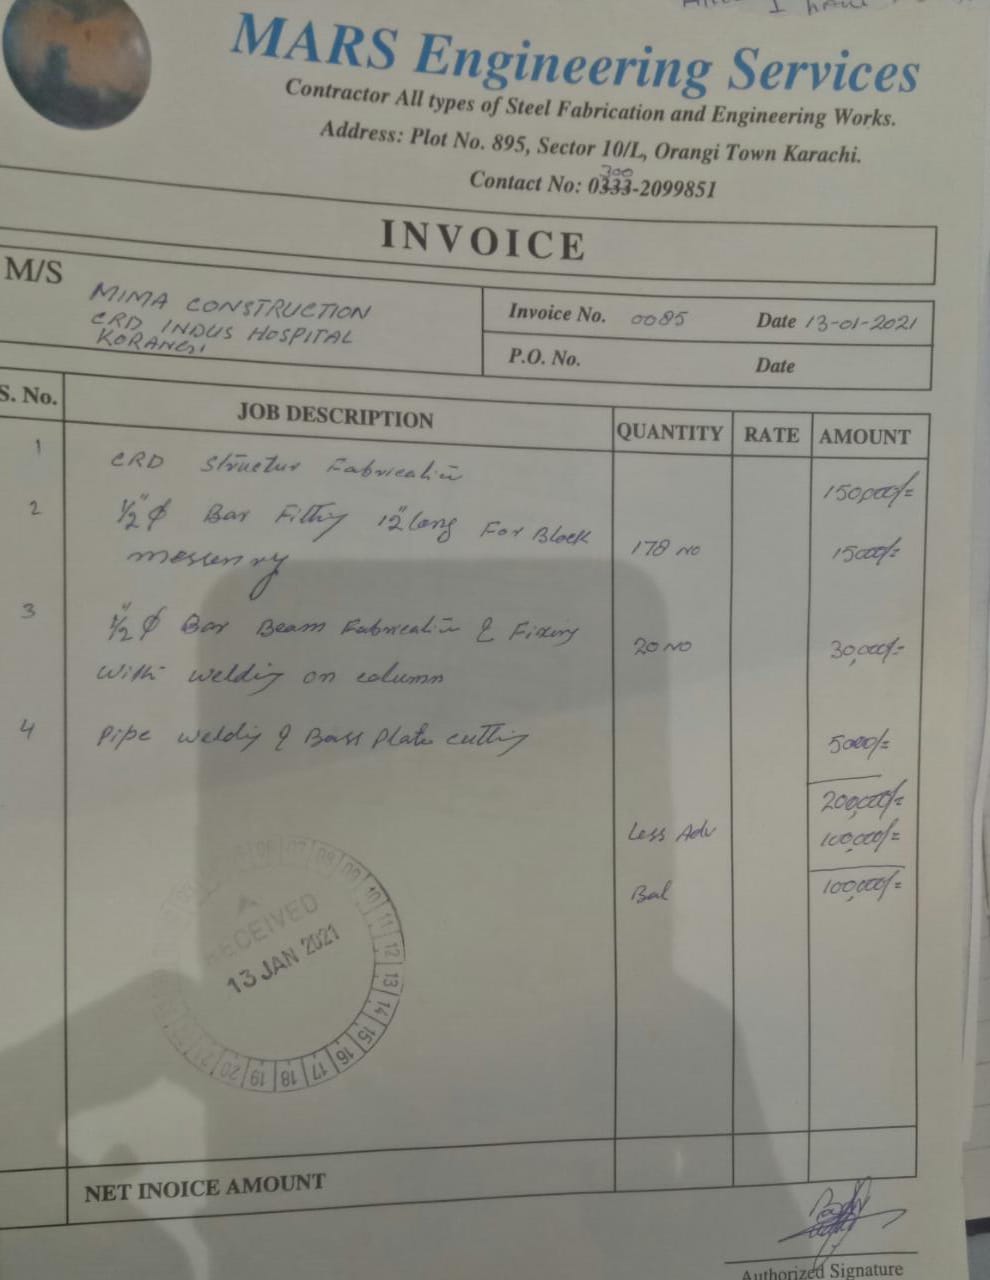 I HAVE
MARS Engineering Services
Contractor All types of Steel Fabrication and Engineering Works.
Address: Plot No. 895, Sector 10/L, Orangi Town Karachi.
300
Contact No: 0333-2099851
INVOICE
M/S
MIMA CONSTRUCTION
CRD INDUS HOSPITAL
KORANGI
Invoice No. 0085 Date 13-01-2021
P.O. No. Date
S. No. JOB DESCRIPTION QUANTITY RATE AMOUNT
1 CRD Structur Fabrication 150,000/=
2 1/2" φ Bar Fitting 12" long For Block 178 NO 15000/=
messenry
3 1/2" φ Bar Beam Fabrication & Fixing 20 NO 30,000/=
with welding on column
4 Pipe welding & Bass Plate cutting 5000/=
200,000/=
Less Adv 100,000/=
Bal 100,000/=
RECEIVED
13 JAN 2021
06 07 08 09 10 11 12 13 14 15 16 17 18 19 20 21
NET INOICE AMOUNT
Authorized Signature